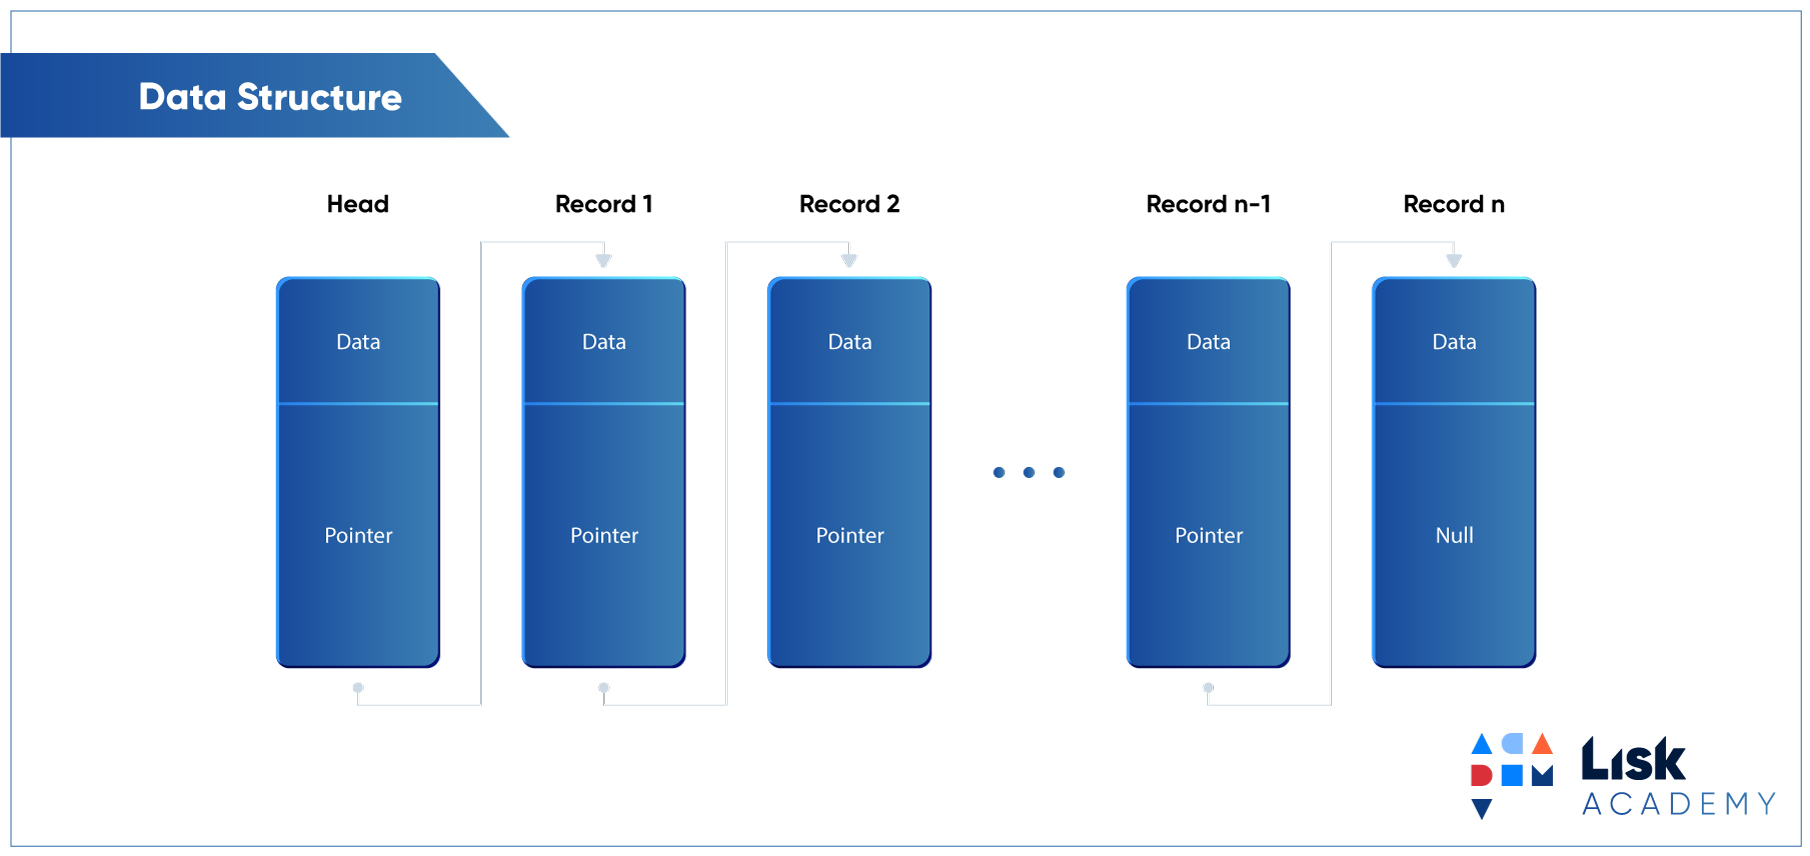 Data Structure
Head
Record 1
Record 2
Record n-1
Record n
Data
Data
Data
Data
Data
Pointer
Pointer
Pointer
Pointer
Null
Lisk
ACADEMY